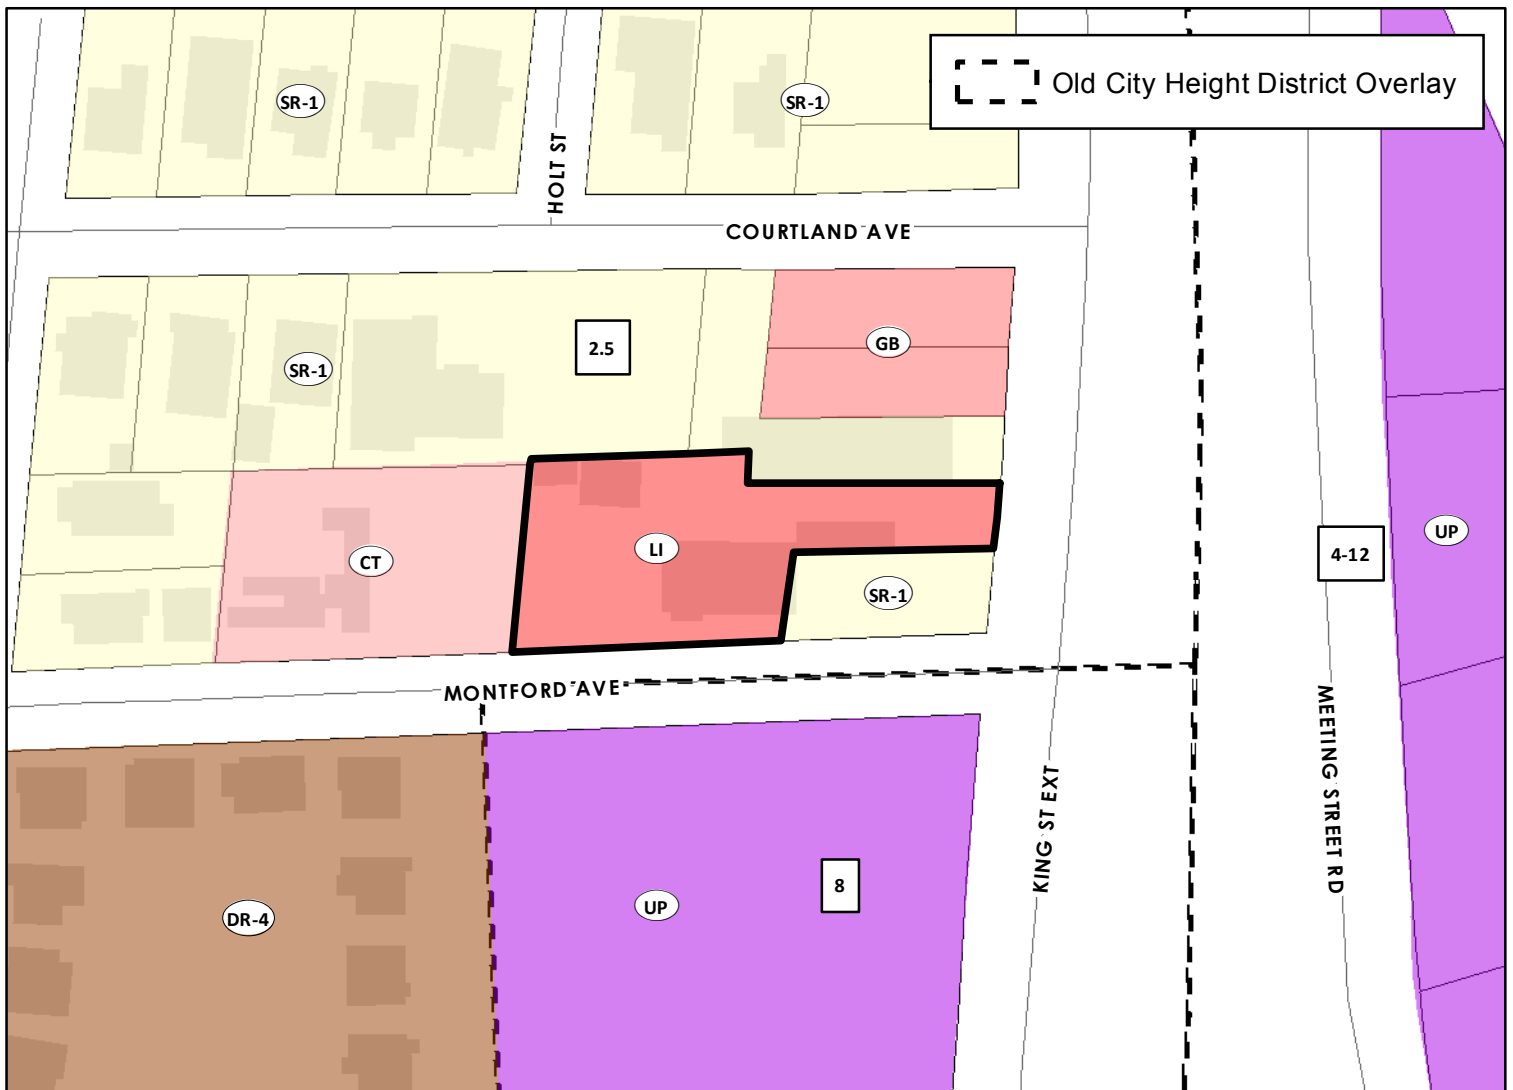 Old City Height District Overlay
SR-1
SR-1
HOLT ST
COURTLAND AVE
2.5
GB
SR-1
UP
LI
4-12
CT
SR-1
MONTFORD AVE
MEETING STREET RD
KING ST EXT
8
UP
DR-4